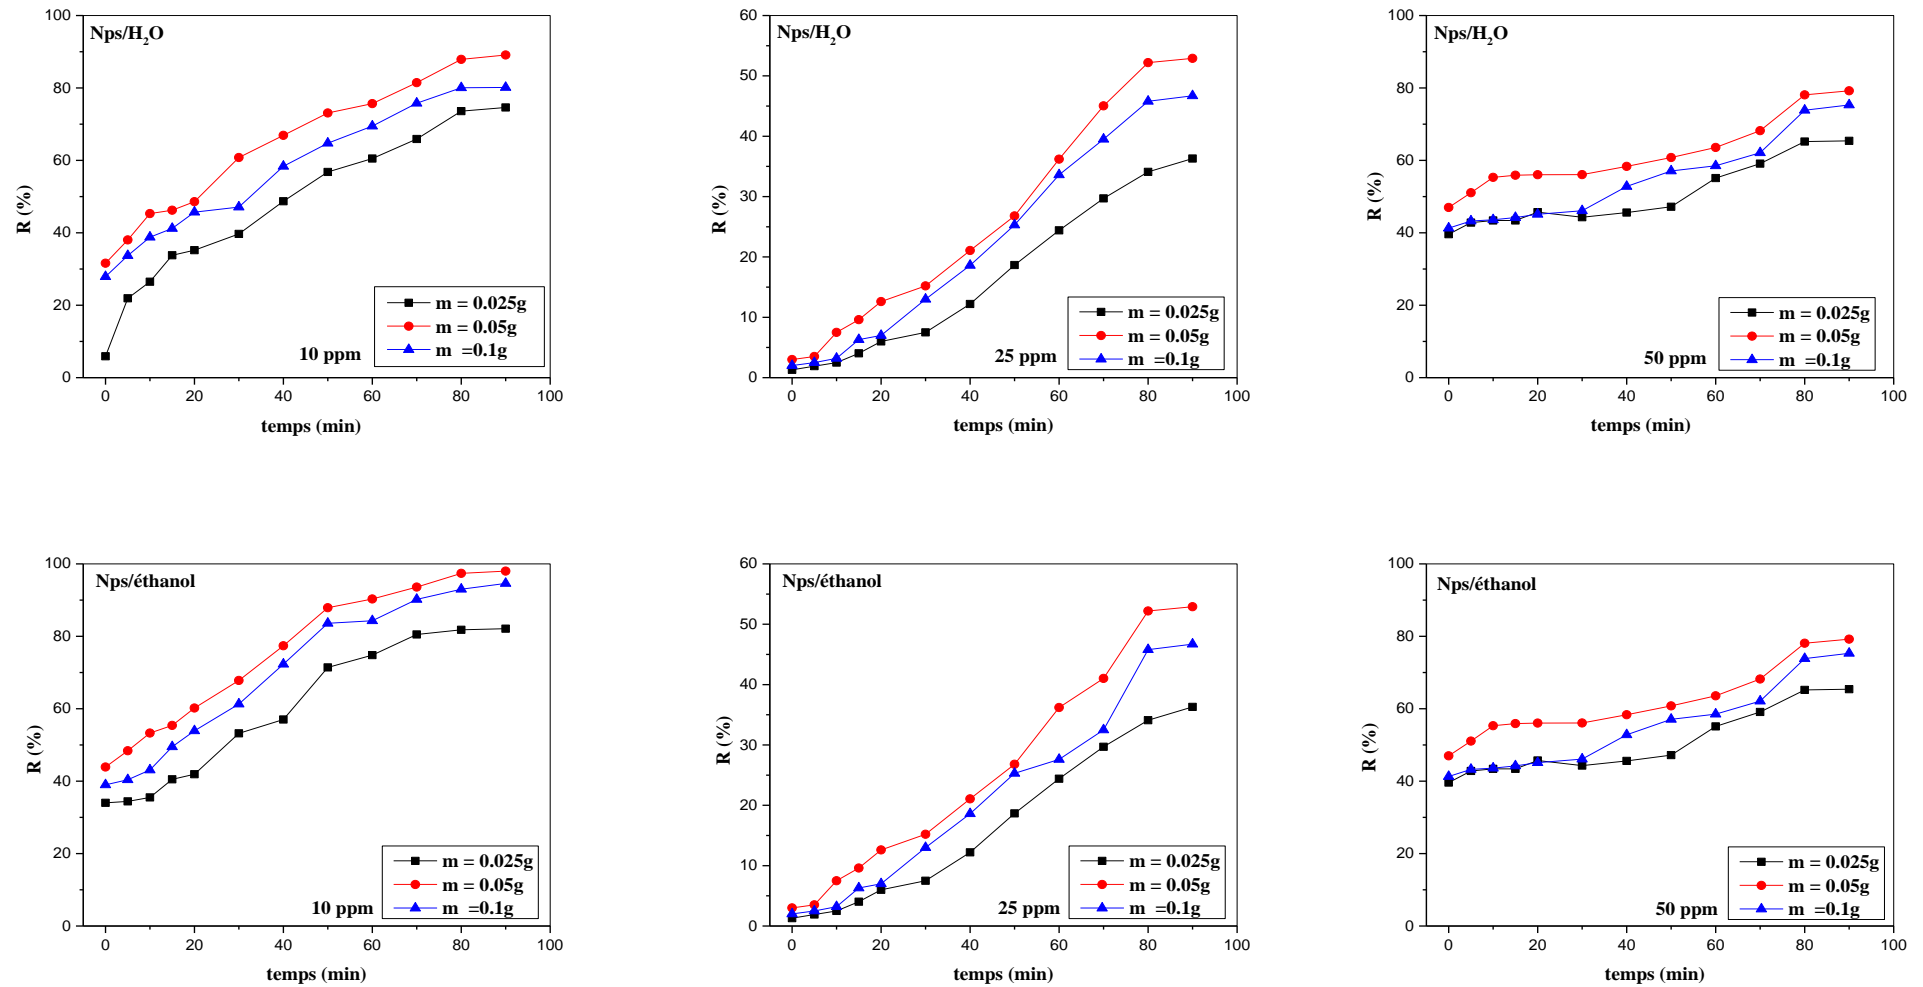 Nps/H₂O
100
80
60
40
20
0
R (%)
m = 0.025g
m = 0.05g
m =0.1g
10 ppm
0 20 40 60 80 100
temps (min)
Nps/H₂O
60
50
40
30
20
10
0
R (%)
m = 0.025g
m = 0.05g
m =0.1g
25 ppm
0 20 40 60 80 100
temps (min)
Nps/H₂O
100
80
60
40
20
0
R (%)
m = 0.025g
m = 0.05g
m =0.1g
50 ppm
0 20 40 60 80 100
temps (min)
Nps/éthanol
100
80
60
40
20
0
R (%)
m = 0.025g
m = 0.05g
m =0.1g
10 ppm
0 20 40 60 80 100
temps (min)
Nps/éthanol
60
50
40
30
20
10
0
R (%)
m = 0.025g
m = 0.05g
m =0.1g
25 ppm
0 20 40 60 80 100
temps (min)
Nps/éthanol
100
80
60
40
20
0
R (%)
m = 0.025g
m = 0.05g
m =0.1g
50 ppm
0 20 40 60 80 100
temps (min)